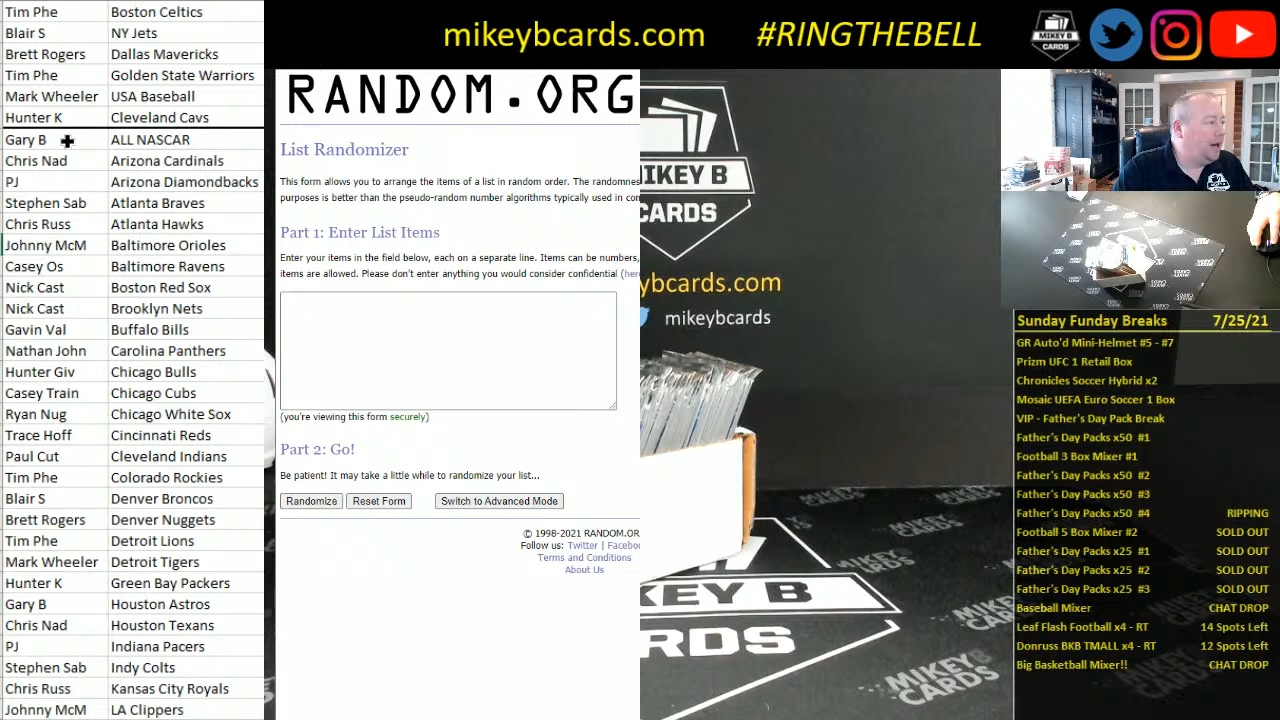 Tim Phe Boston Celtics
Blair S NY Jets
Brett Rogers Dallas Mavericks
Tim Phe Golden State Warriors
Mark Wheeler USA Baseball
Hunter K Cleveland Cavs
Gary B ALL NASCAR
Chris Nad Arizona Cardinals
PJ Arizona Diamondbacks
Stephen Sab Atlanta Braves
Chris Russ Atlanta Hawks
Johnny McM Baltimore Orioles
Casey Os Baltimore Ravens
Nick Cast Boston Red Sox
Nick Cast Brooklyn Nets
Gavin Val Buffalo Bills
Nathan John Carolina Panthers
Hunter Giv Chicago Bulls
Casey Train Chicago Cubs
Ryan Nug Chicago White Sox
Trace Hoff Cincinnati Reds
Paul Cut Cleveland Indians
Tim Phe Colorado Rockies
Blair S Denver Broncos
Brett Rogers Denver Nuggets
Tim Phe Detroit Lions
Mark Wheeler Detroit Tigers
Hunter K Green Bay Packers
Gary B Houston Astros
Chris Nad Houston Texans
PJ Indiana Pacers
Stephen Sab Indy Colts
Chris Russ Kansas City Royals
Johnny McM LA Clippers
mikeybcards.com #RINGTHEBELL
MIKEY B
CARDS
RANDOM.ORG
List Randomizer
This form allows you to arrange the items of a list in random order. The randomnes
purposes is better than the pseudo-random number algorithms typically used in con
Part 1: Enter List Items
Enter your items in the field below, each on a separate line. Items can be numbers,
items are allowed. Please don't enter anything you would consider confidential (her
(you're viewing this form securely)
Part 2: Go!
Be patient! It may take a little while to randomize your list...
Randomize Reset Form Switch to Advanced Mode
© 1998-2021 RANDOM.OR
Follow us: Twitter | Faceboo
Terms and Conditions
About Us
IKEY B
CARDS
ybcards.com
mikeybcards
KEY B
RDS
MIKEY B
CARDS
MIKEY
CARDS
Sunday Funday Breaks 7/25/21
GR Auto'd Mini-Helmet #5 - #7
Prizm UFC 1 Retail Box
Chronicles Soccer Hybrid x2
Mosaic UEFA Euro Soccer 1 Box
VIP - Father's Day Pack Break
Father's Day Packs x50 #1
Football 3 Box Mixer #1
Father's Day Packs x50 #2
Father's Day Packs x50 #3
Father's Day Packs x50 #4 RIPPING
Football 5 Box Mixer #2 SOLD OUT
Father's Day Packs x25 #1 SOLD OUT
Father's Day Packs x25 #2 SOLD OUT
Father's Day Packs x25 #3 SOLD OUT
Baseball Mixer CHAT DROP
Leaf Flash Football x4 - RT 14 Spots Left
Donruss BKB TMALL x4 - RT 12 Spots Left
Big Basketball Mixer!! CHAT DROP